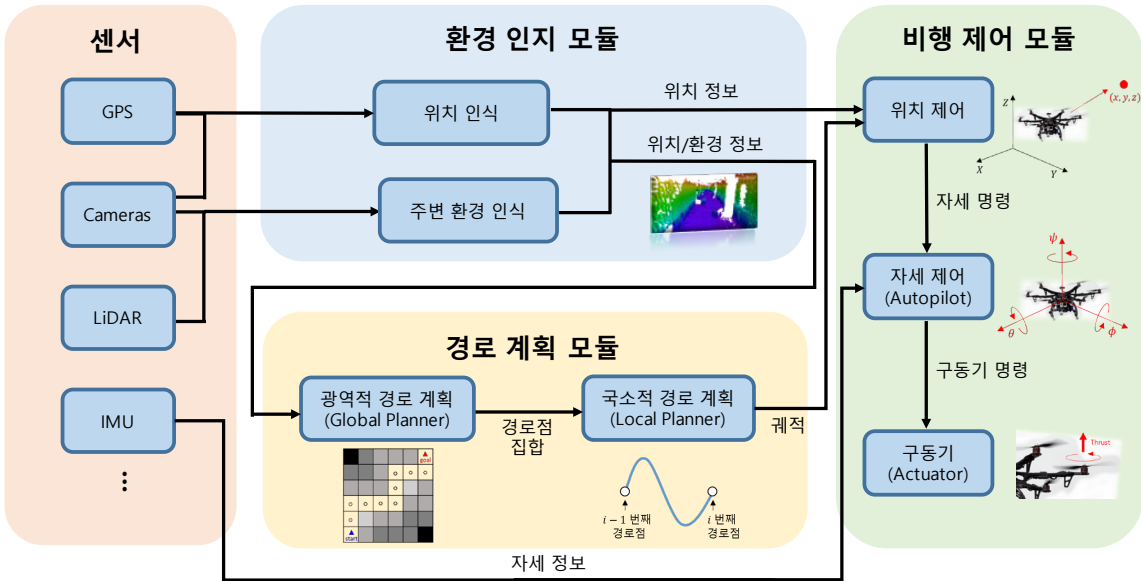 센서
GPS
Cameras
LiDAR
IMU
⋮
환경 인지 모듈
위치 인식
주변 환경 인식
위치 정보
위치/환경 정보
경로 계획 모듈
광역적 경로 계획
(Global Planner)
경로점
집합
국소적 경로 계획
(Local Planner)
궤적
goal
start
i − 1 번째
경로점
i 번째
경로점
자세 정보
비행 제어 모듈
위치 제어
Z
X
Y
(x, y, z)
자세 명령
자세 제어
(Autopilot)
ψ
θ
ϕ
구동기 명령
구동기
(Actuator)
Thrust